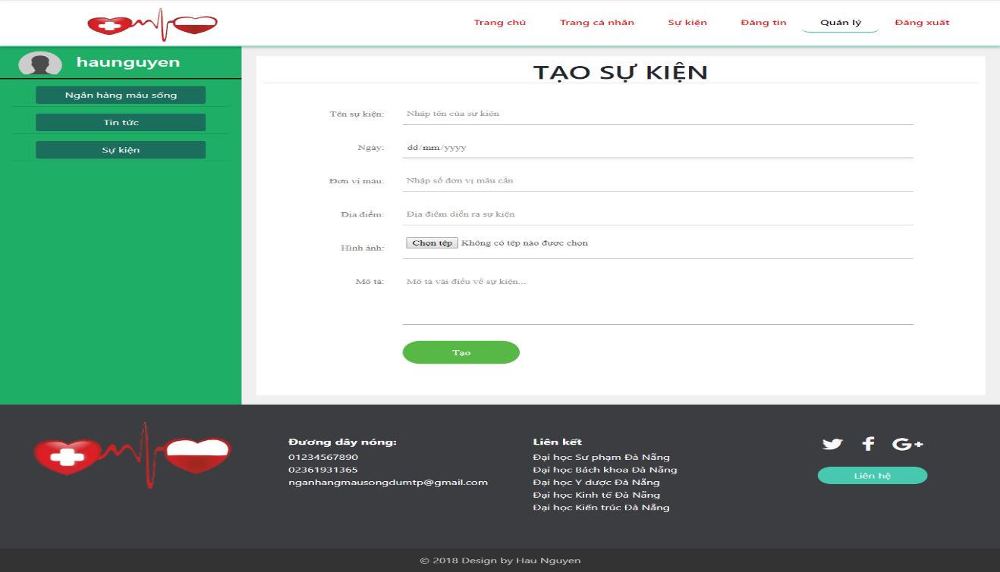 Trang chủ Trang cá nhân Sự kiện Đăng tin Quản lý Đăng xuất
haunguyen
Ngân hàng máu sống
Tin tức
Sự kiện
TẠO SỰ KIỆN
Tên sự kiện: Nhập tên của sự kiện
Ngày: dd/mm/yyyy
Đơn vị máu: Nhập số đơn vị máu cần
Địa điểm: Địa điểm diễn ra sự kiện
Hình ảnh: Chọn tệp Không có tệp nào được chọn
Mô tả: Mô tả vài điều về sự kiện...
Tạo
Đương dây nóng:
01234567890
02361931365
nganhangmausongdumtp@gmail.com
Liên kết
Đại học Sư phạm Đà Nẵng
Đại học Bách khoa Đà Nẵng
Đại học Y dược Đà Nẵng
Đại học Kinh tế Đà Nẵng
Đại học Kiến trúc Đà Nẵng
G+
Liên hệ
© 2018 Design by Hau Nguyen